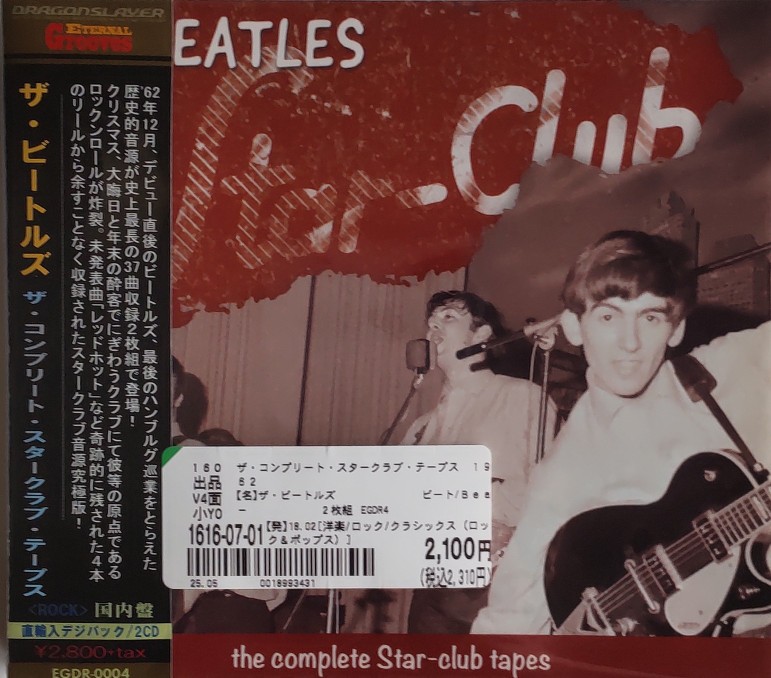 DRAGONSLAYER
ETERNAL
GROOVES
ザ・ビートルズ ザ・コンプリート・スタークラブ・テープス
'62年12月、デビュー直後のビートルズ、最後のハンブルグ巡業をとらえた
歴史的音源が史上最長の37曲収録2枚組で登場!
クリスマス、大晦日と年末の酔客でにぎわうクラブにて彼等の原点である
ロックンロールが炸裂。未発表曲「レッドホット」など奇跡的に残された4本
のリールから余すことなく収録されたスタークラブ音源究極版!
<ROCK> 国内盤
直輸入デジパック/2CD
¥2,800+tax
EGDR-0004
EATLES
Star-Club
160 ザ・コンプリート・スタークラブ・テープス 19
出品 62
V4面 【名】ザ・ビートルズ ビート/Bea
小Y0 - 2枚組 EGDR4
1616-07-01 【発】18.02[洋楽/ロック/クラシックス(ロッ
ク&ポップス)]
2,100円
(税込2,310円)
25.05 0018993431
the complete Star-club tapes